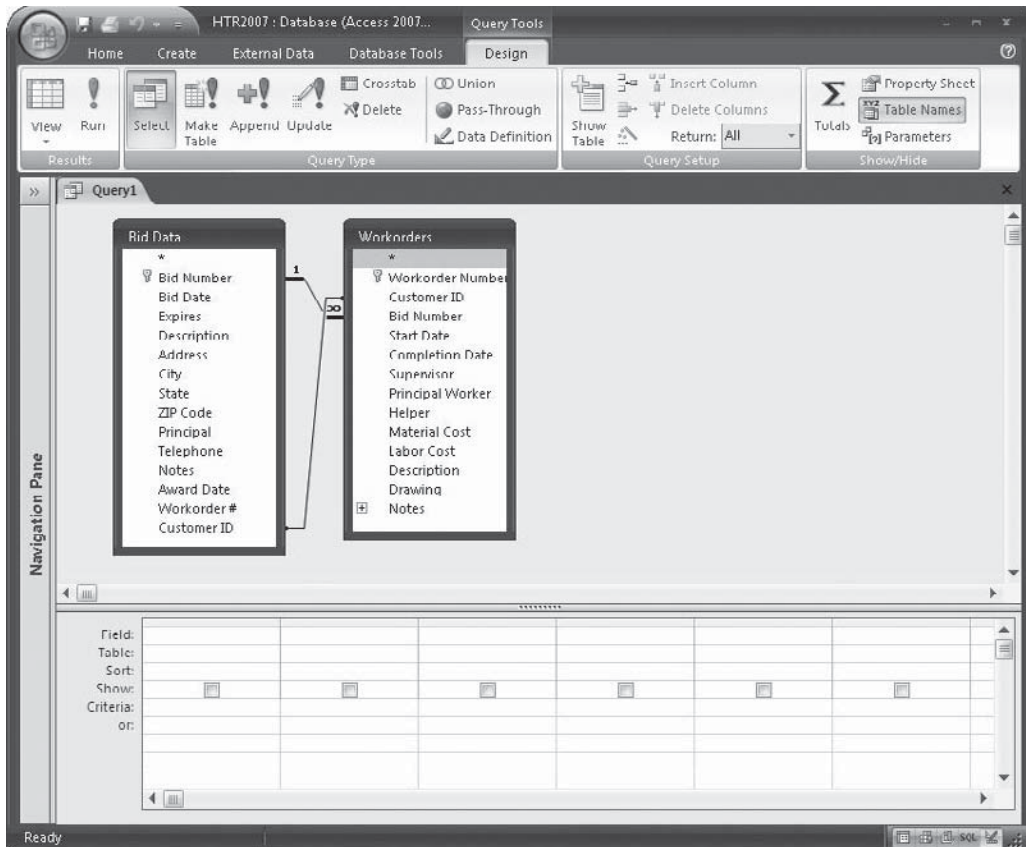 HTR2007 : Database (Access 2007...
Query Tools
Home Create External Data Database Tools Design
View
Run
Results
Select
Make Table
Append
Update
Crosstab
Delete
Union
Pass-Through
Data Definition
Query Type
Show Table
Insert Column
Delete Columns
Return: All
Query Setup
Σ
Totals
Property Sheet
XYZ Table Names
[?] Parameters
Show/Hide
» Query1
Navigation Pane
Bid Data
*
Bid Number
Bid Date
Expires
Description
Address
City
State
ZIP Code
Principal
Telephone
Notes
Award Date
Workorder #
Customer ID
1
∞
Workorders
*
Workorder Number
Customer ID
Bid Number
Start Date
Completion Date
Supervisor
Principal Worker
Helper
Material Cost
Labor Cost
Description
Drawing
Notes
Field:
Table:
Sort:
Show:
Criteria:
or:
Ready
SQL